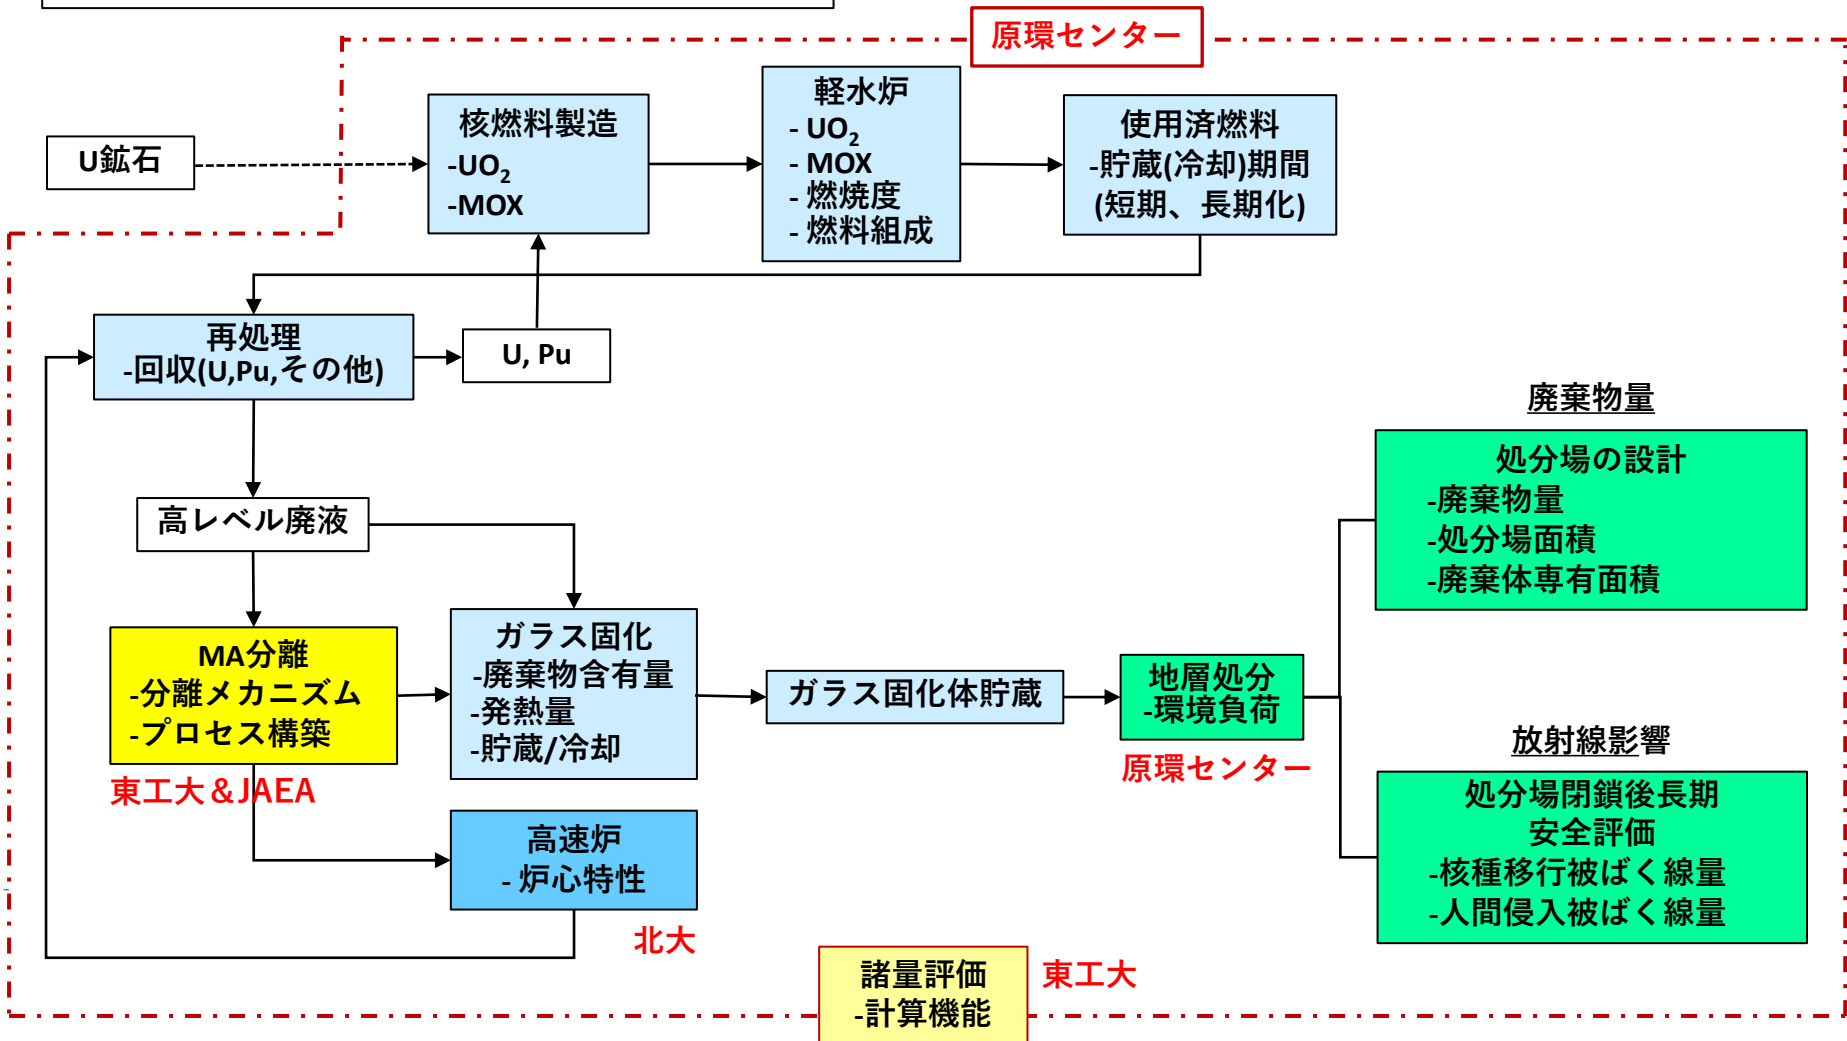 原環センター
U鉱石
核燃料製造
-UO₂
-MOX
軽水炉
- UO₂
- MOX
- 燃焼度
- 燃料組成
使用済燃料
-貯蔵(冷却)期間
(短期、長期化)
再処理
-回収(U,Pu,その他)
U, Pu
高レベル廃液
MA分離
-分離メカニズム
-プロセス構築
東工大&JAEA
ガラス固化
-廃棄物含有量
-発熱量
-貯蔵/冷却
高速炉
- 炉心特性
北大
ガラス固化体貯蔵
地層処分
-環境負荷
原環センター
廃棄物量
処分場の設計
-廃棄物量
-処分場面積
-廃棄体専有面積
放射線影響
処分場閉鎖後長期
安全評価
-核種移行被ばく線量
-人間侵入被ばく線量
諸量評価
-計算機能
東工大